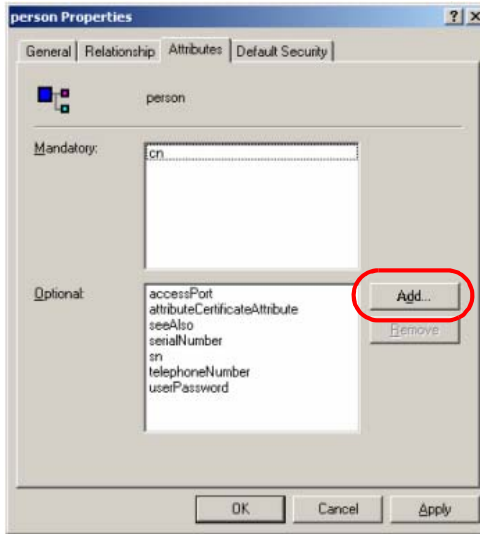 person Properties
General Relationship Attributes Default Security
person
Mandatory:
cn
Optional:
accessPort
attributeCertificateAttribute
seeAlso
serialNumber
sn
telephoneNumber
userPassword
Add...
Remove
OK Cancel Apply